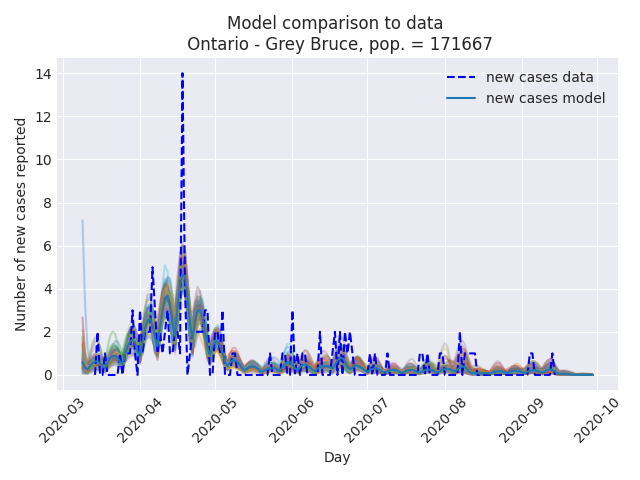 Model comparison to data
Ontario - Grey Bruce, pop. = 171667
new cases data
new cases model
Number of new cases reported
14
12
10
8
6
4
2
0
2020-03
2020-04
2020-05
2020-06
2020-07
2020-08
2020-09
2020-10
Day